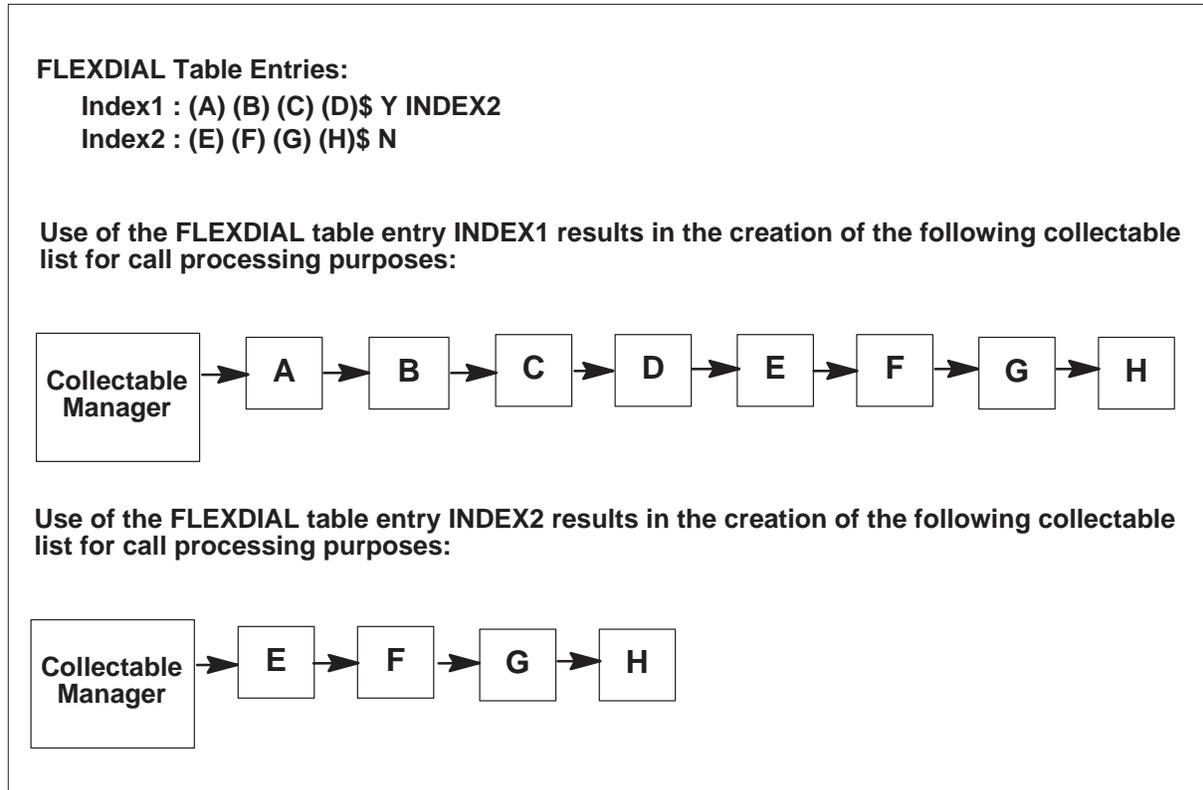 FLEXDIAL Table Entries:
Index1 : (A) (B) (C) (D)$ Y INDEX2
Index2 : (E) (F) (G) (H)$ N
Use of the FLEXDIAL table entry INDEX1 results in the creation of the following collectable
list for call processing purposes:
Collectable
Manager
A
B
C
D
E
F
G
H
Use of the FLEXDIAL table entry INDEX2 results in the creation of the following collectable
list for call processing purposes:
Collectable
Manager
E
F
G
H